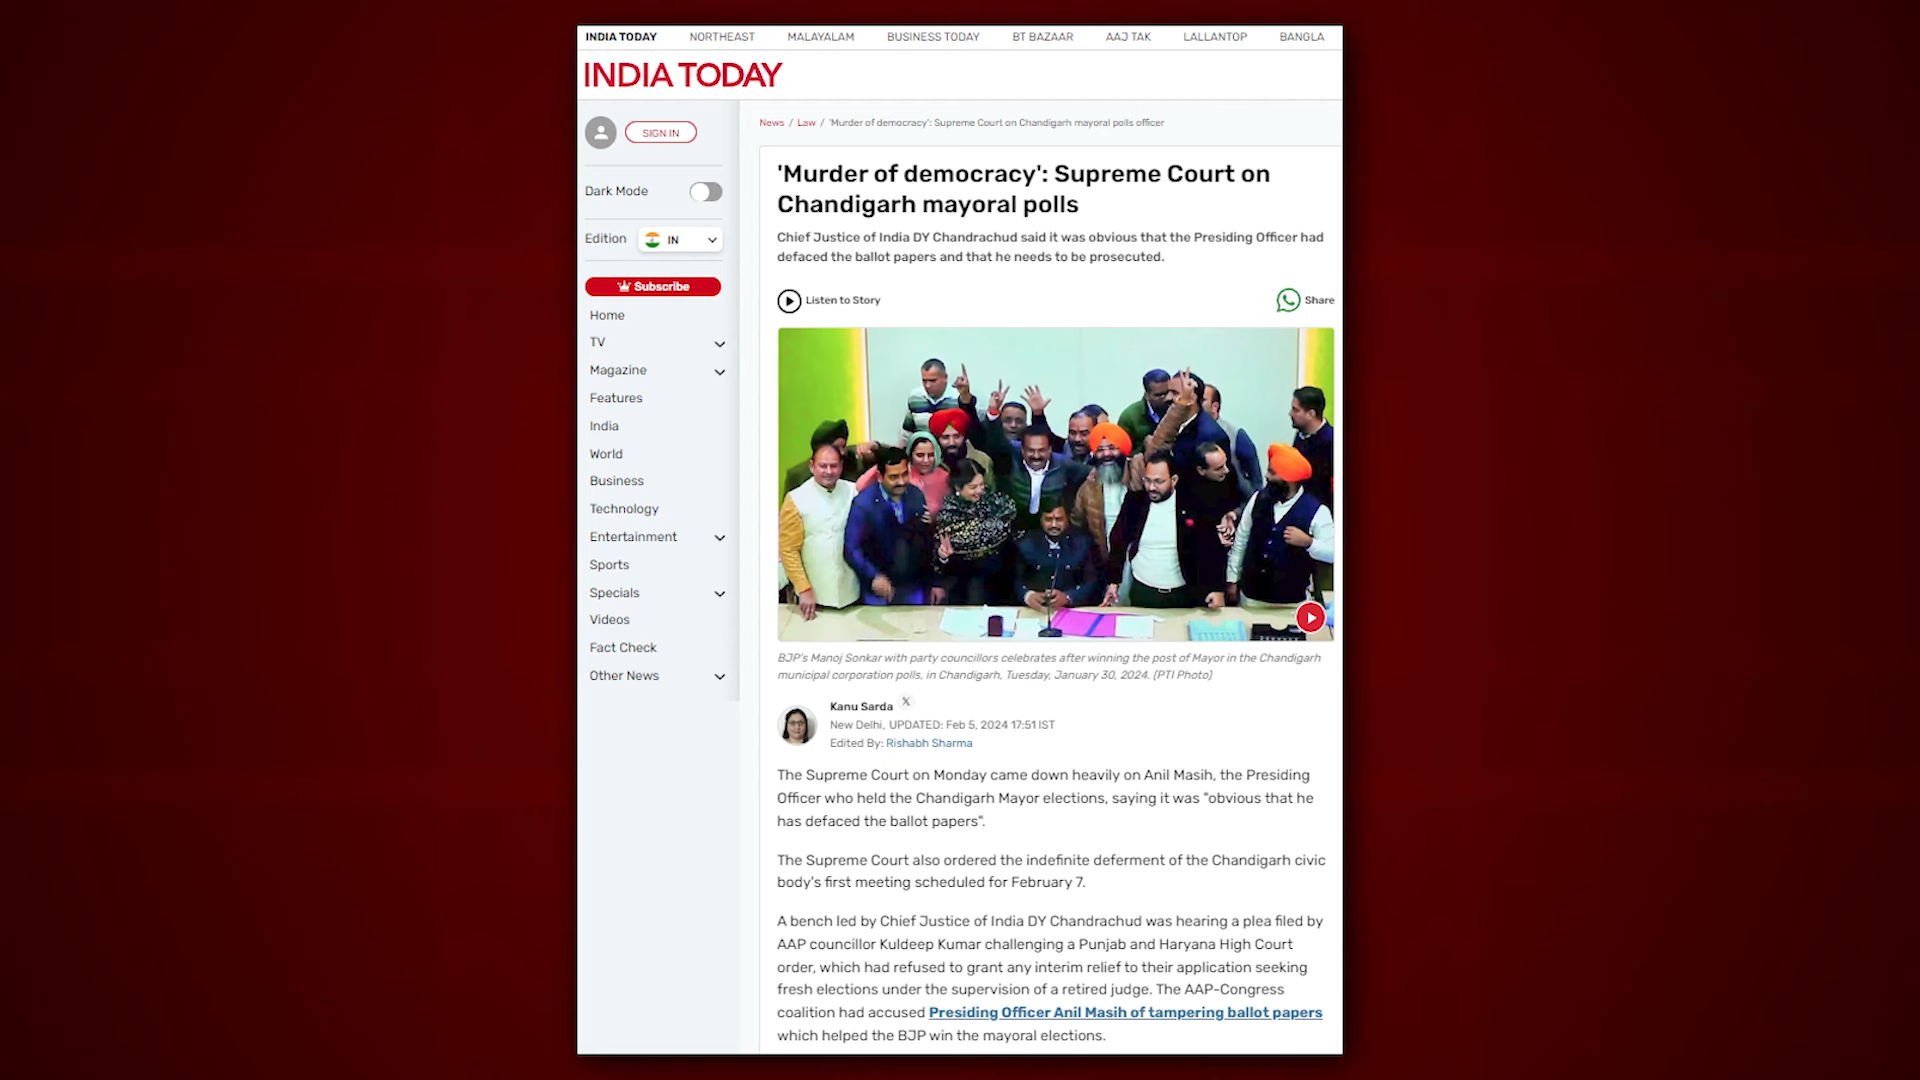 INDIA TODAY NORTHEAST MALAYALAM BUSINESS TODAY BT BAZAAR AAJ TAK LALLANTOP BANGLA
INDIA TODAY
SIGN IN
Dark Mode
Edition IN
Subscribe
Home
TV
Magazine
Features
India
World
Business
Technology
Entertainment
Sports
Specials
Videos
Fact Check
Other News
News / Law / 'Murder of democracy': Supreme Court on Chandigarh mayoral polls officer
'Murder of democracy': Supreme Court on
Chandigarh mayoral polls
Chief Justice of India DY Chandrachud said it was obvious that the Presiding Officer had
defaced the ballot papers and that he needs to be prosecuted.
Listen to Story
Share
BJP's Manoj Sonkar with party councillors celebrates after winning the post of Mayor in the Chandigarh
municipal corporation polls, in Chandigarh, Tuesday, January 30, 2024. (PTI Photo)
Kanu Sarda
New Delhi, UPDATED: Feb 5, 2024 17:51 IST
Edited By: Rishabh Sharma
The Supreme Court on Monday came down heavily on Anil Masih, the Presiding
Officer who held the Chandigarh Mayor elections, saying it was "obvious that he
has defaced the ballot papers".
The Supreme Court also ordered the indefinite deferment of the Chandigarh civic
body's first meeting scheduled for February 7.
A bench led by Chief Justice of India DY Chandrachud was hearing a plea filed by
AAP councillor Kuldeep Kumar challenging a Punjab and Haryana High Court
order, which had refused to grant any interim relief to their application seeking
fresh elections under the supervision of a retired judge. The AAP-Congress
coalition had accused Presiding Officer Anil Masih of tampering ballot papers
which helped the BJP win the mayoral elections.